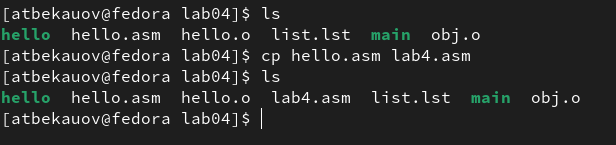 [atbekauov@fedora lab04]$ ls
hello  hello.asm  hello.o  list.lst  main  obj.o
[atbekauov@fedora lab04]$ cp hello.asm lab4.asm
[atbekauov@fedora lab04]$ ls
hello  hello.asm  hello.o  lab4.asm  list.lst  main  obj.o
[atbekauov@fedora lab04]$